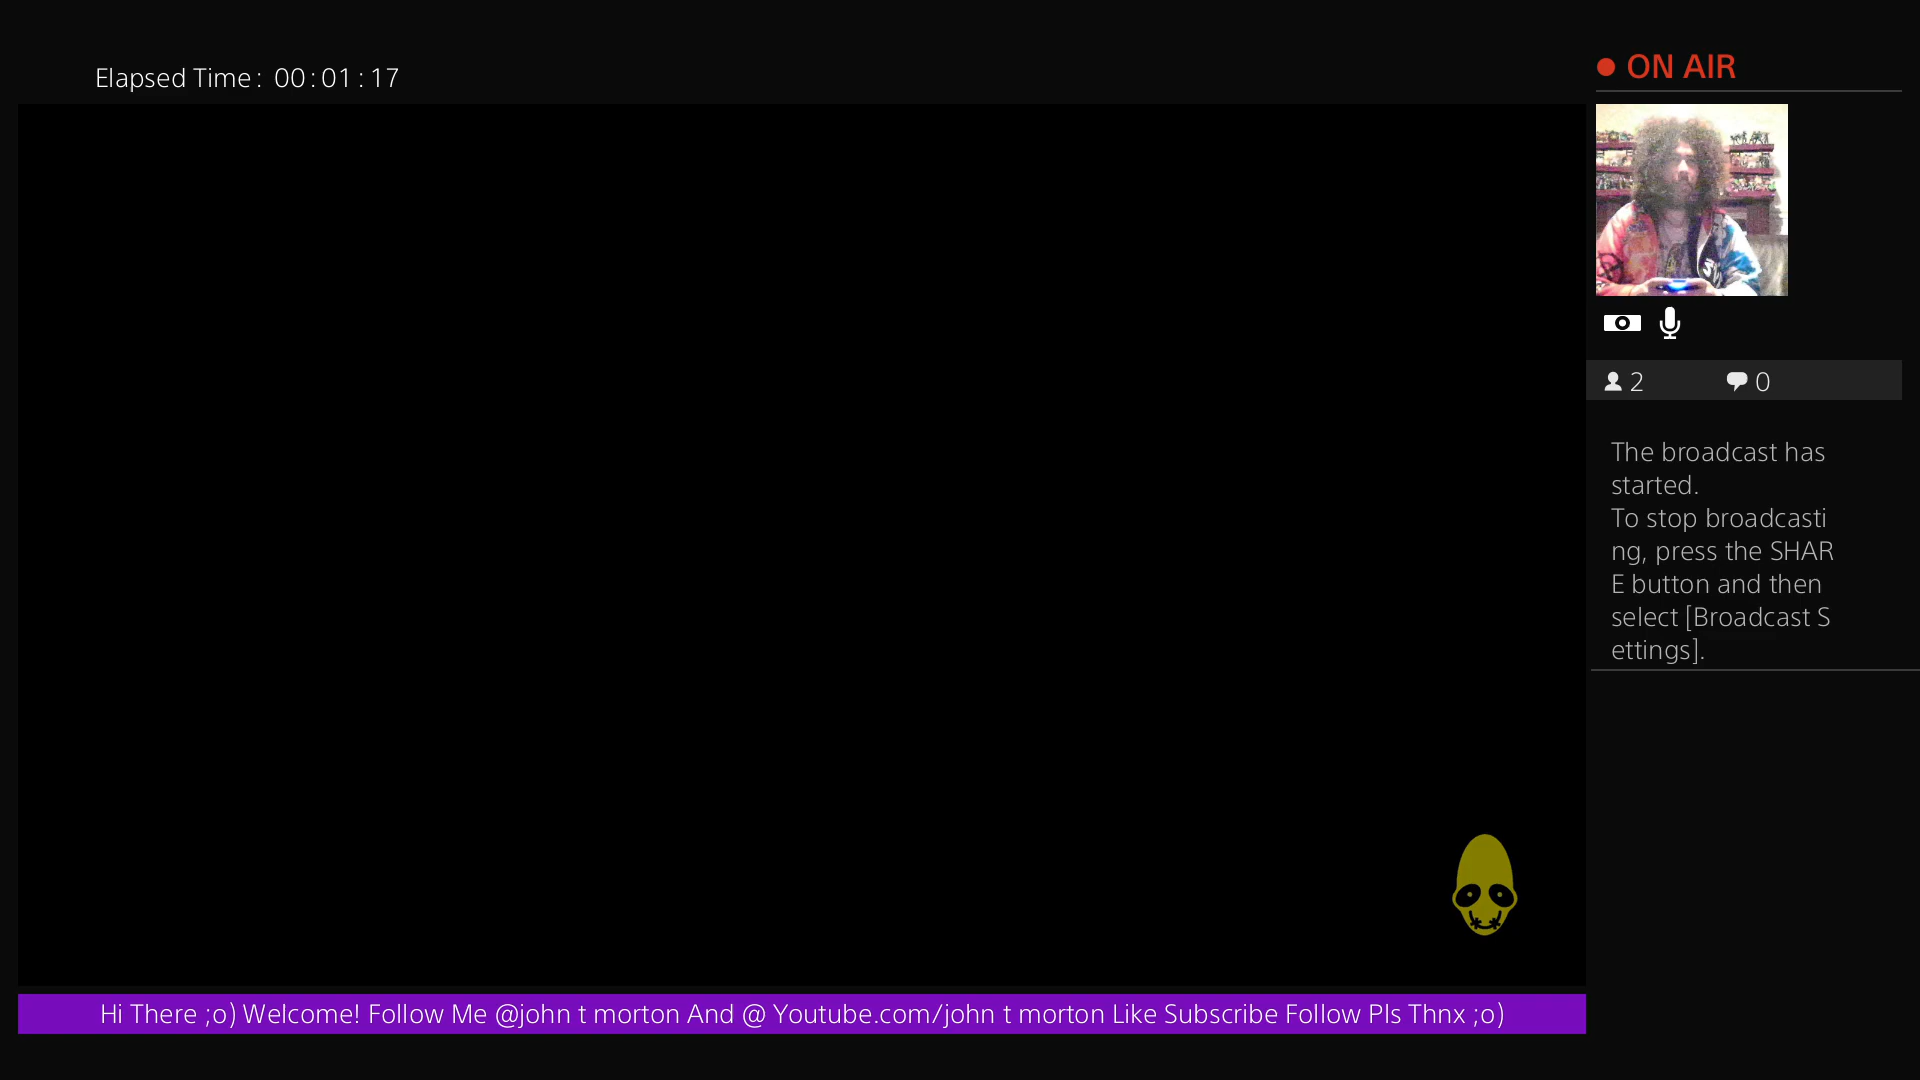 Elapsed Time: 00:01:17
ON AIR
2 0
The broadcast has
started.
To stop broadcasti
ng, press the SHAR
E button and then
select [Broadcast S
ettings].
Hi There ;o) Welcome! Follow Me @john t morton And @ Youtube.com/john t morton Like Subscribe Follow Pls Thnx ;o)